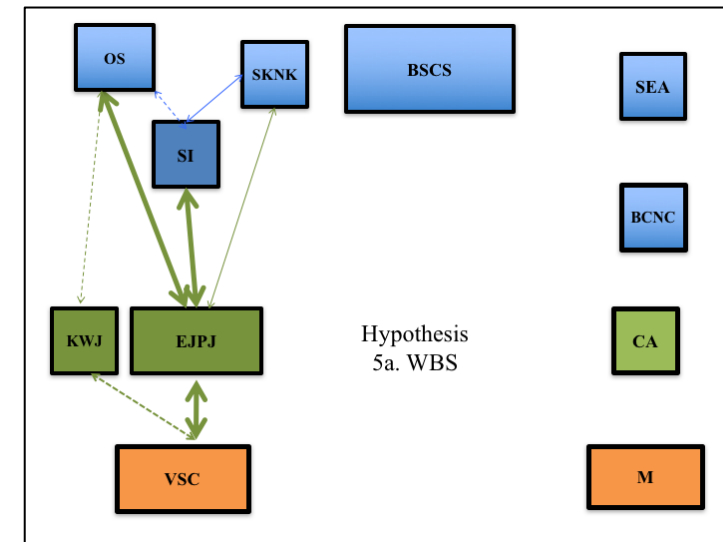 OS
SKNK
BSCS
SEA
SI
BCNC
KWJ
EJPJ
Hypothesis
5a. WBS
CA
VSC
M